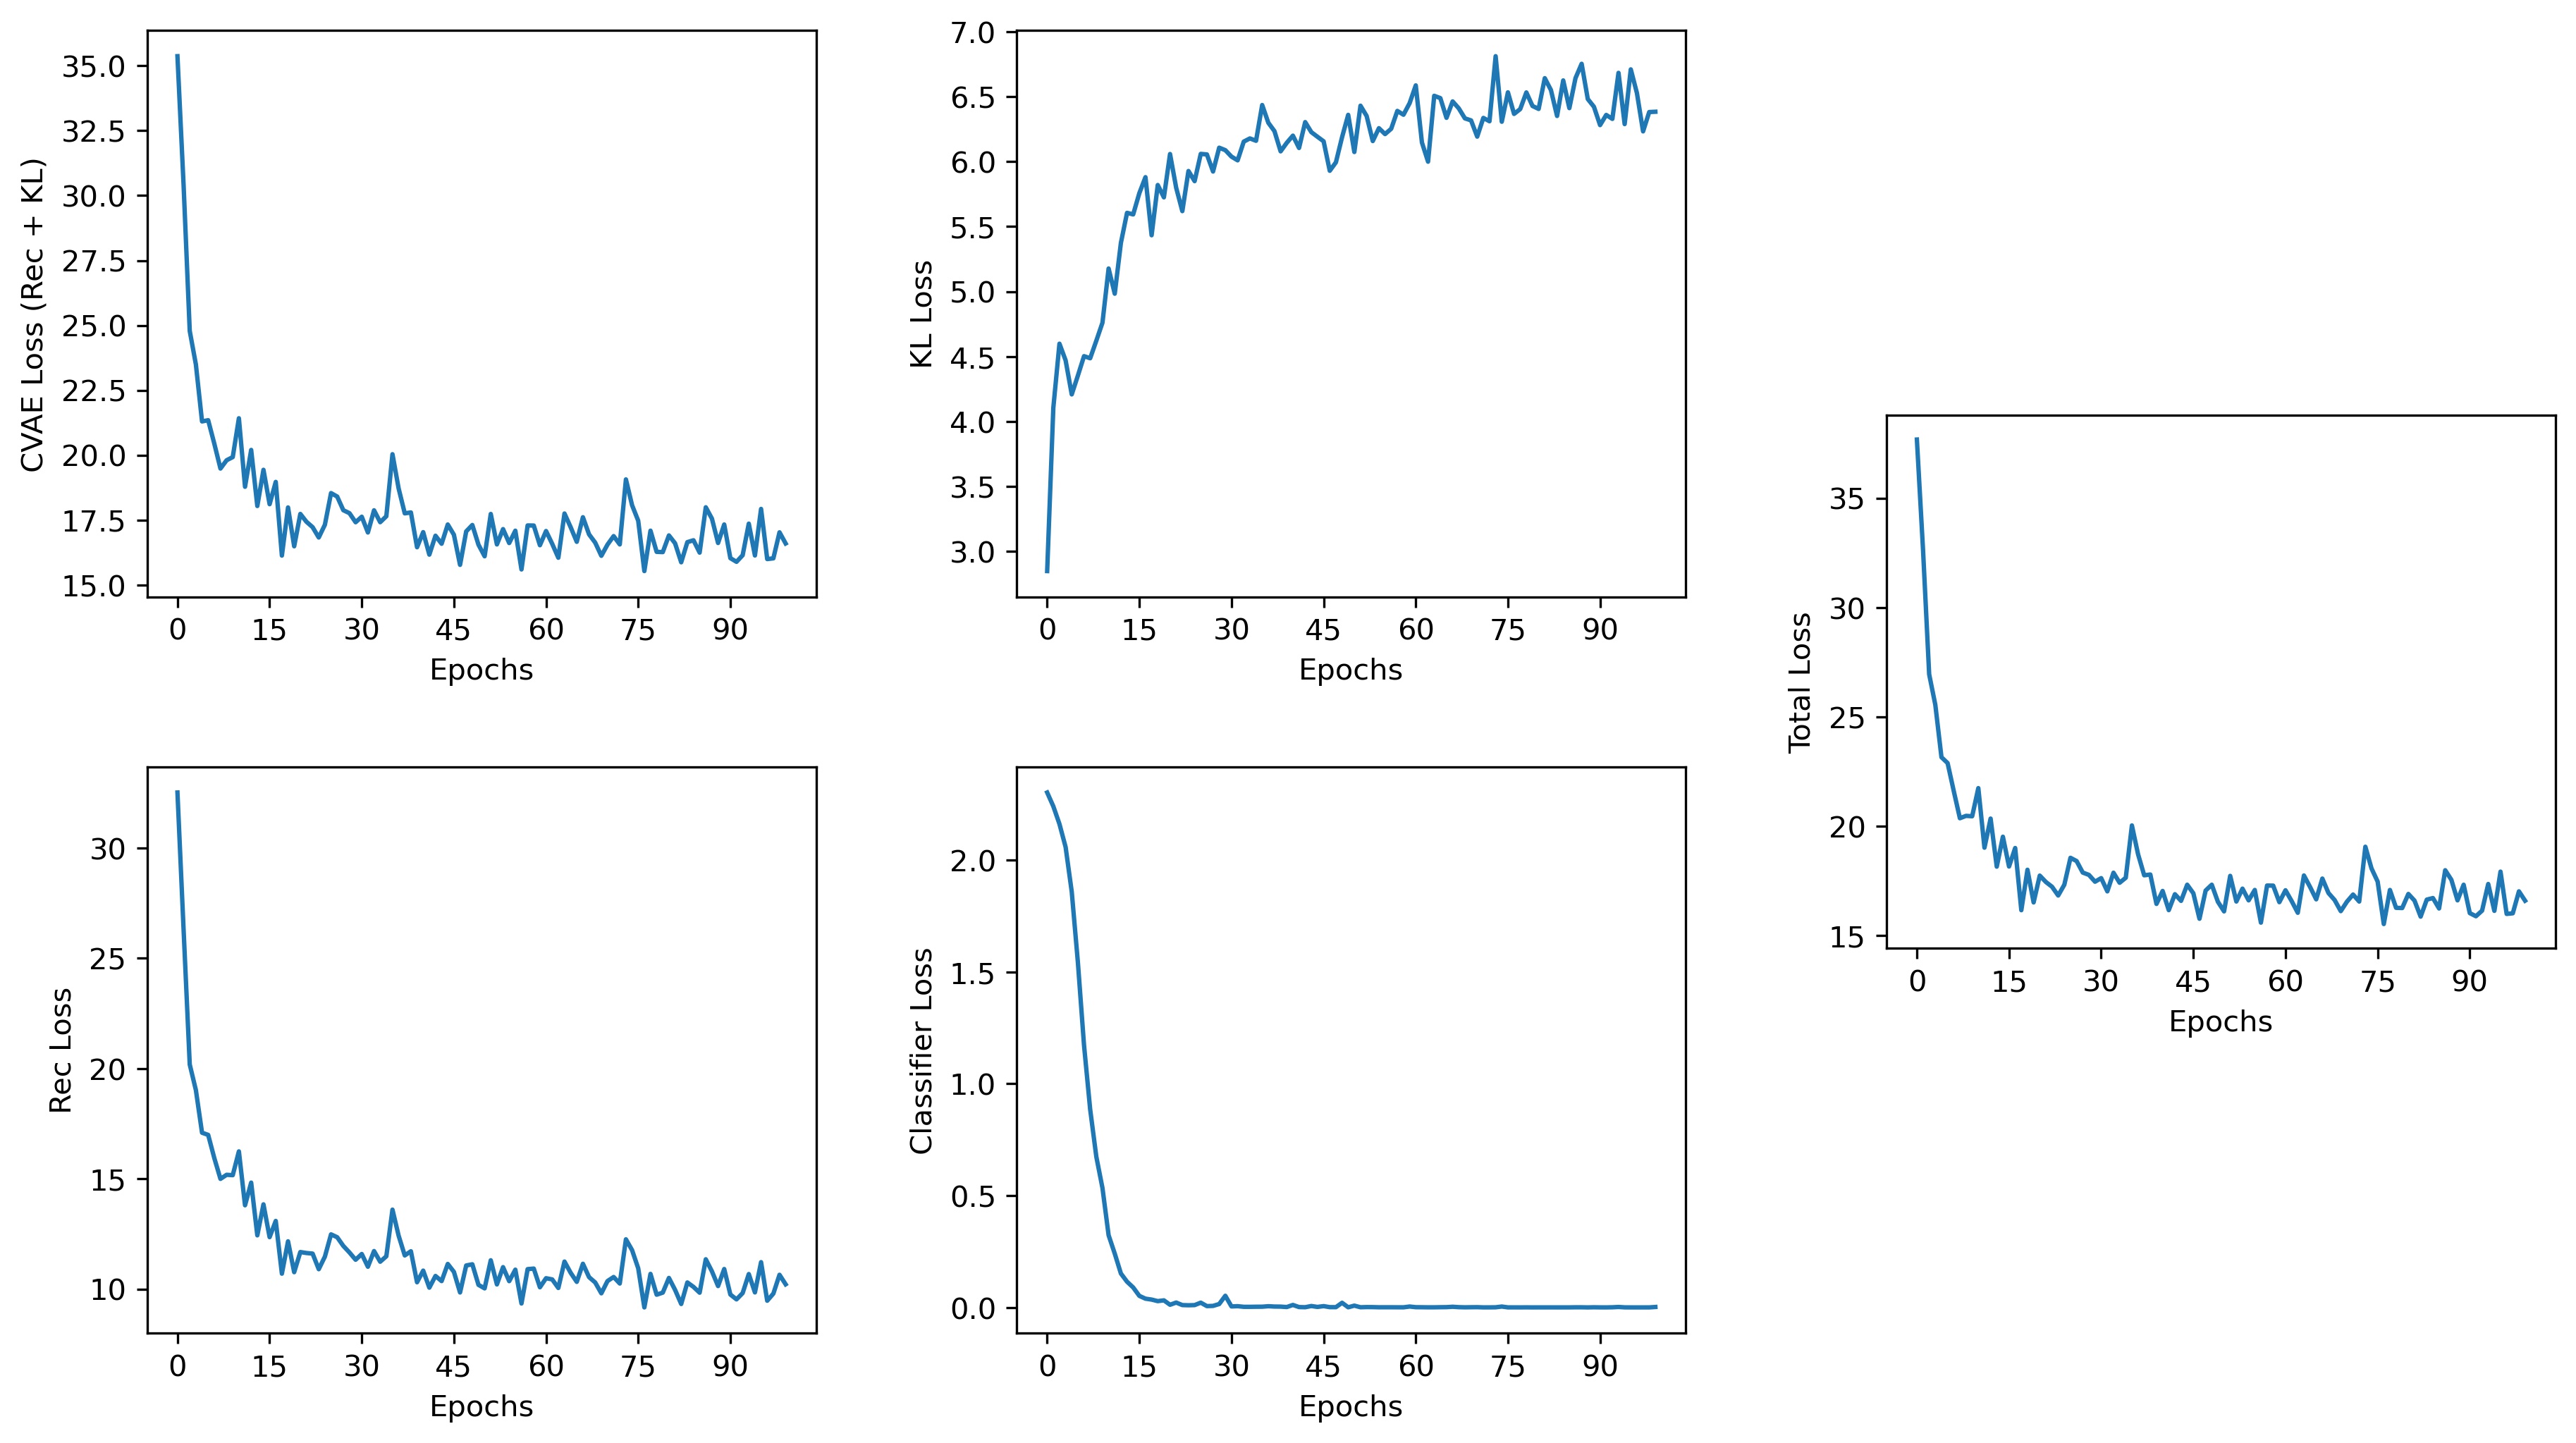 CVAE Loss (Rec + KL)
35.0
32.5
30.0
27.5
25.0
22.5
20.0
17.5
15.0
0 15 30 45 60 75 90
Epochs
KL Loss
7.0
6.5
6.0
5.5
5.0
4.5
4.0
3.5
3.0
0 15 30 45 60 75 90
Epochs
Rec Loss
30
25
20
15
10
0 15 30 45 60 75 90
Epochs
Classifier Loss
2.0
1.5
1.0
0.5
0.0
0 15 30 45 60 75 90
Epochs
Total Loss
35
30
25
20
15
0 15 30 45 60 75 90
Epochs